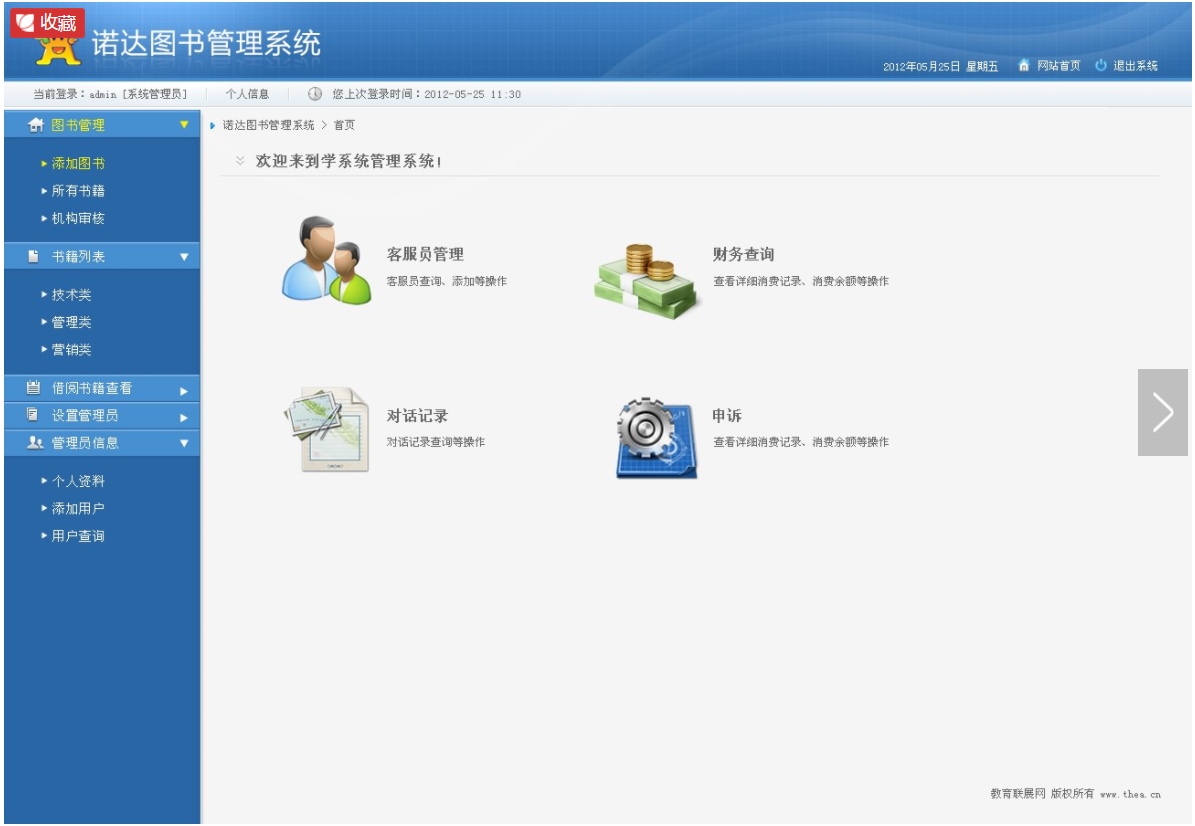 收藏
诺达图书管理系统
2012年05月25日 星期五 网站首页 退出系统
当前登录：admin [系统管理员] 个人信息 您上次登录时间：2012-05-25 11:30
图书管理
添加图书
所有书籍
机构审核
书籍列表
技术类
管理类
营销类
借阅书籍查看
设置管理员
管理员信息
个人资料
添加用户
用户查询
诺达图书管理系统 > 首页
欢迎来到学系统管理系统!
客服员管理
客服员查询、添加等操作
财务查询
查看详细消费记录、消费余额等操作
对话记录
对话记录查询等操作
申诉
查看详细消费记录、消费余额等操作
教育联展网 版权所有 www.thea.cn